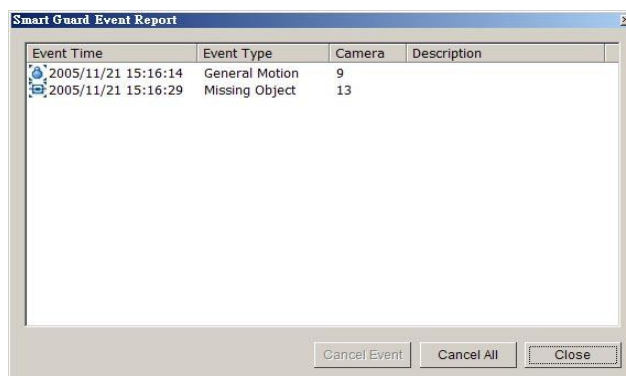 Smart Guard Event Report
Event Time Event Type Camera Description
2005/11/21 15:16:14 General Motion 9
2005/11/21 15:16:29 Missing Object 13
Cancel Event Cancel All Close